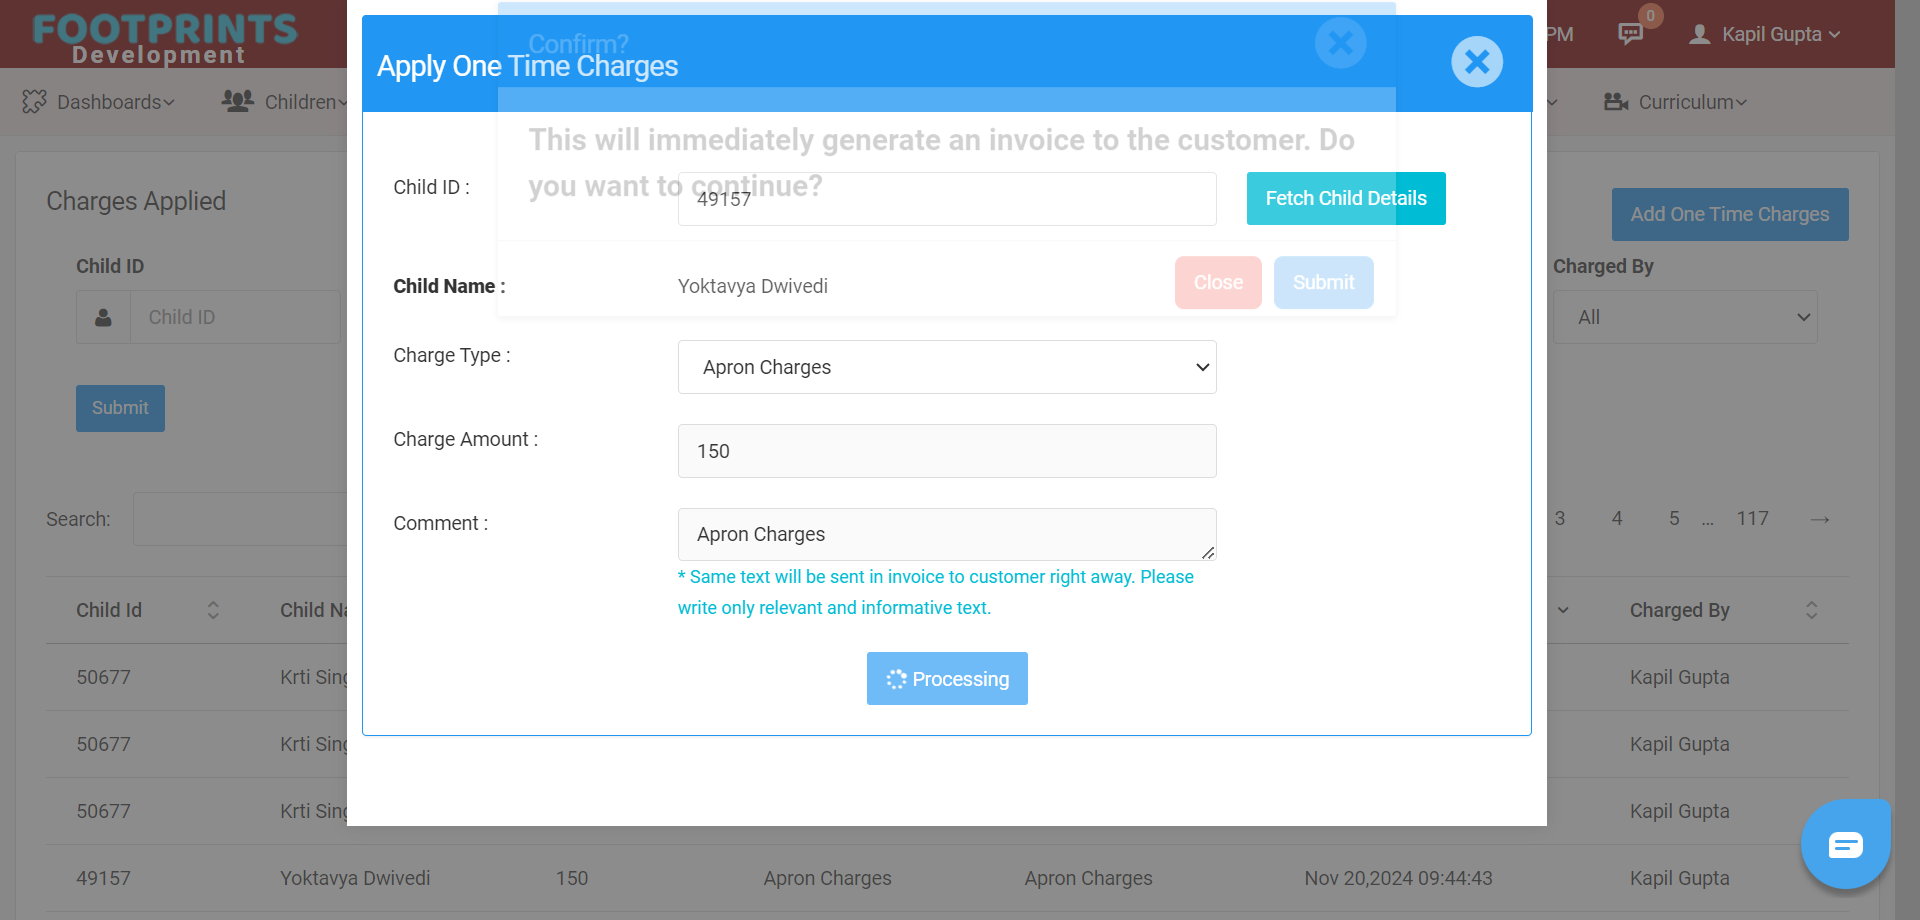 FOOTPRINTS
Development
PM
0
Kapil Gupta
Dashboards
Children
Curriculum
Confirm?
Apply One Time Charges
This will immediately generate an invoice to the customer. Do
you want to continue?
Child ID :
49157
Fetch Child Details
Child Name :
Yoktavya Dwivedi
Close
Submit
Charge Type :
Apron Charges
Charge Amount :
150
Comment :
Apron Charges
* Same text will be sent in invoice to customer right away. Please
write only relevant and informative text.
Processing
Charges Applied
Add One Time Charges
Child ID
Child ID
Charged By
All
Submit
Search:
3 4 5 ... 117 →
Child Id
Child Na
Charged By
50677 Krti Sing Kapil Gupta
50677 Krti Sing Kapil Gupta
50677 Krti Sing Kapil Gupta
49157 Yoktavya Dwivedi 150 Apron Charges Apron Charges Nov 20,2024 09:44:43 Kapil Gupta